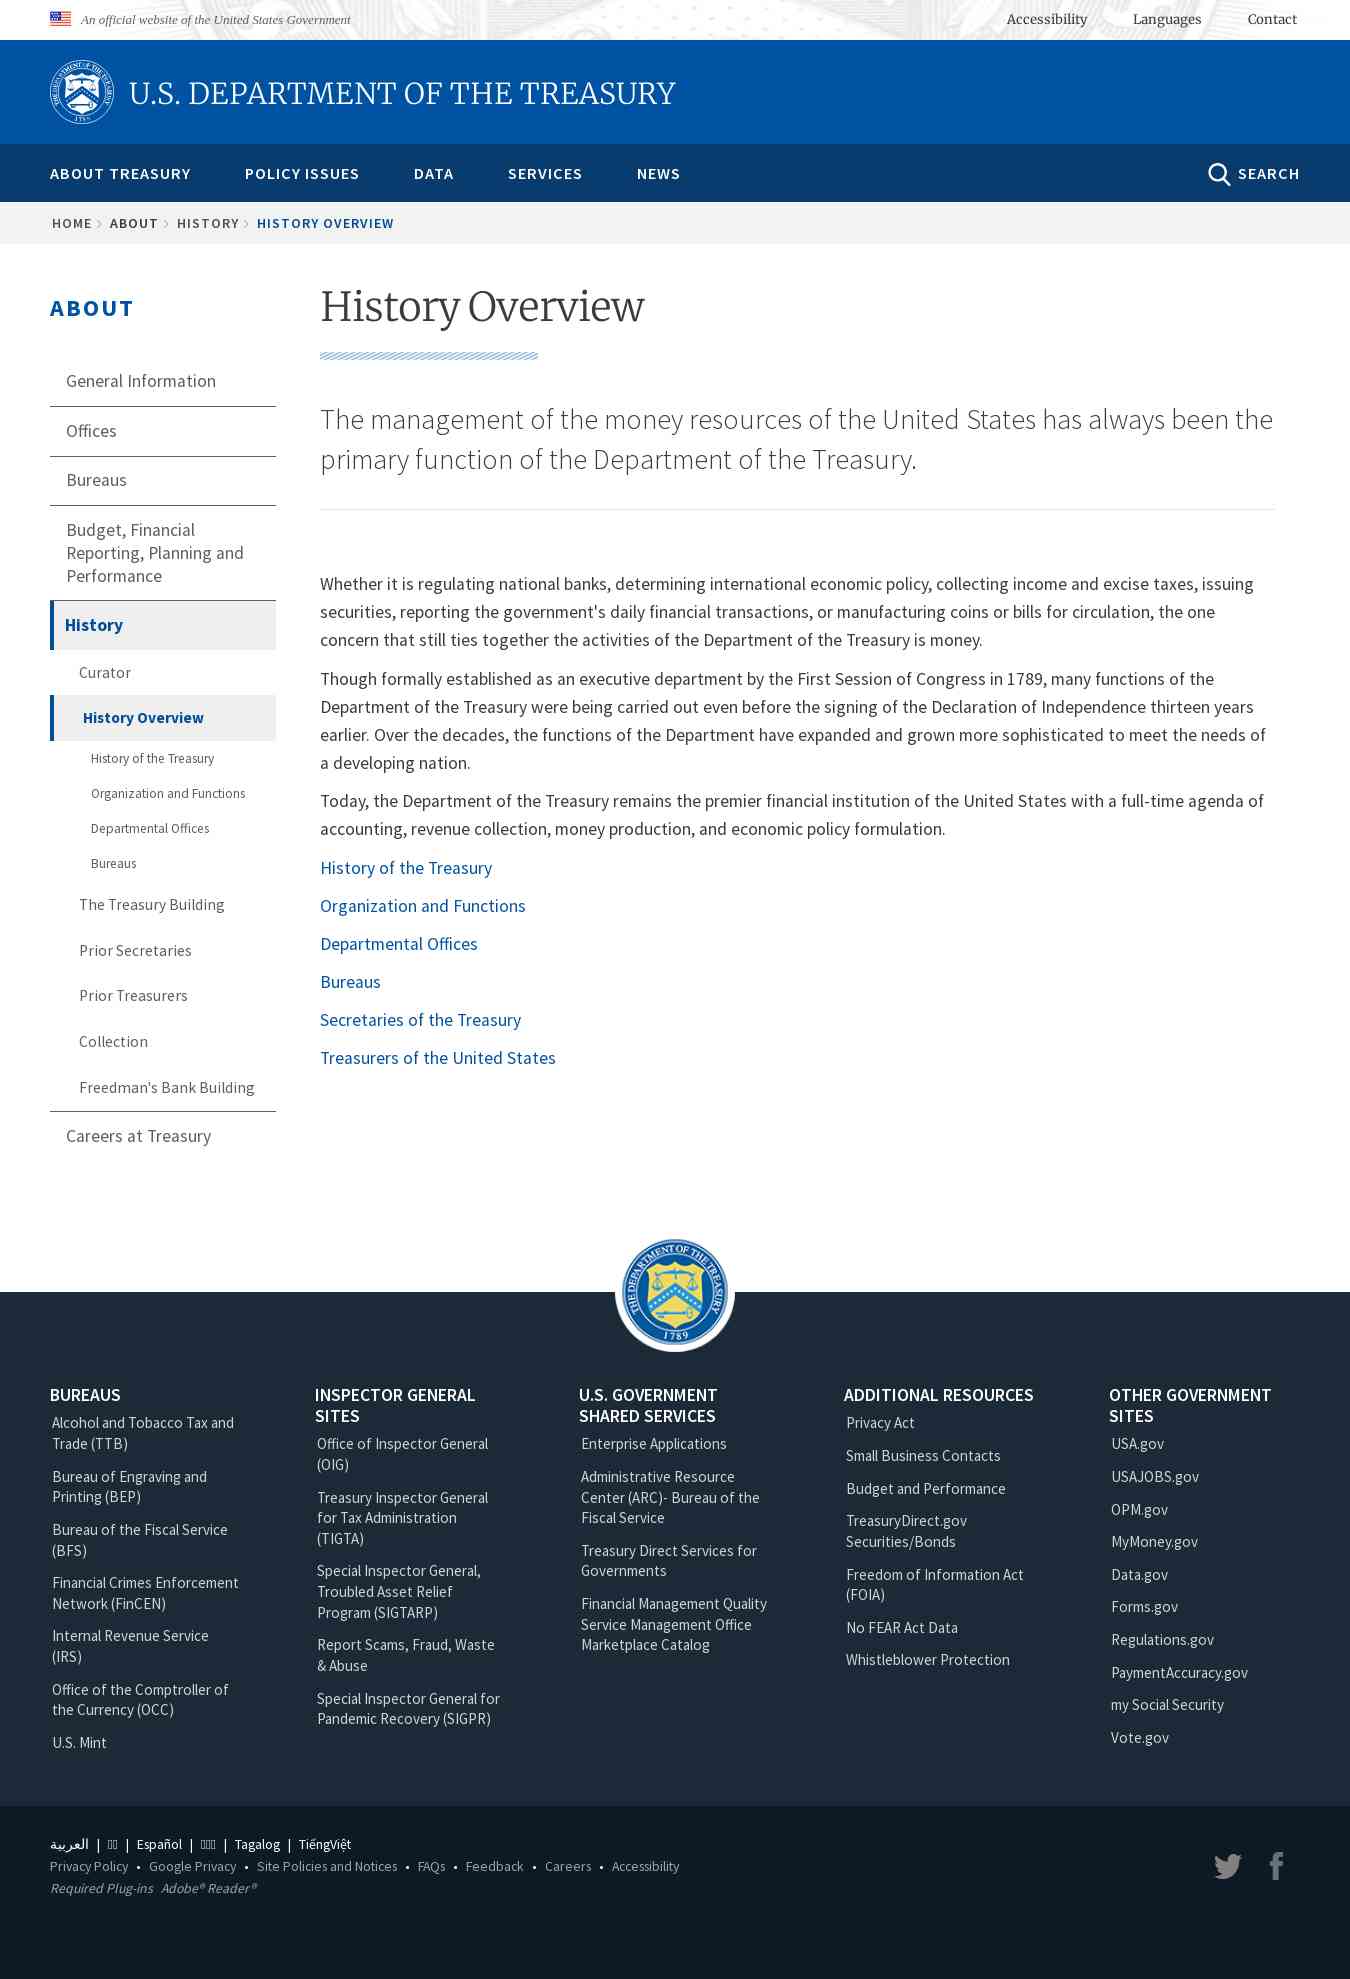 An official website of the United States Government
Accessibility Languages Contact
U.S. DEPARTMENT OF THE TREASURY
ABOUT TREASURY POLICY ISSUES DATA SERVICES NEWS SEARCH
HOME ABOUT HISTORY HISTORY OVERVIEW
ABOUT
General Information
Offices
Bureaus
Budget, Financial
Reporting, Planning and
Performance
History
Curator
History Overview
History of the Treasury
Organization and Functions
Departmental Offices
Bureaus
The Treasury Building
Prior Secretaries
Prior Treasurers
Collection
Freedman's Bank Building
Careers at Treasury
History Overview
The management of the money resources of the United States has always been the
primary function of the Department of the Treasury.
Whether it is regulating national banks, determining international economic policy, collecting income and excise taxes, issuing
securities, reporting the government's daily financial transactions, or manufacturing coins or bills for circulation, the one
concern that still ties together the activities of the Department of the Treasury is money.
Though formally established as an executive department by the First Session of Congress in 1789, many functions of the
Department of the Treasury were being carried out even before the signing of the Declaration of Independence thirteen years
earlier. Over the decades, the functions of the Department have expanded and grown more sophisticated to meet the needs of
a developing nation.
Today, the Department of the Treasury remains the premier financial institution of the United States with a full-time agenda of
accounting, revenue collection, money production, and economic policy formulation.
History of the Treasury
Organization and Functions
Departmental Offices
Bureaus
Secretaries of the Treasury
Treasurers of the United States
THE DEPARTMENT OF THE TREASURY
1789
BUREAUS
Alcohol and Tobacco Tax and
Trade (TTB)
Bureau of Engraving and
Printing (BEP)
Bureau of the Fiscal Service
(BFS)
Financial Crimes Enforcement
Network (FinCEN)
Internal Revenue Service
(IRS)
Office of the Comptroller of
the Currency (OCC)
U.S. Mint
INSPECTOR GENERAL
SITES
Office of Inspector General
(OIG)
Treasury Inspector General
for Tax Administration
(TIGTA)
Special Inspector General,
Troubled Asset Relief
Program (SIGTARP)
Report Scams, Fraud, Waste
& Abuse
Special Inspector General for
Pandemic Recovery (SIGPR)
U.S. GOVERNMENT
SHARED SERVICES
Enterprise Applications
Administrative Resource
Center (ARC)- Bureau of the
Fiscal Service
Treasury Direct Services for
Governments
Financial Management Quality
Service Management Office
Marketplace Catalog
ADDITIONAL RESOURCES
Privacy Act
Small Business Contacts
Budget and Performance
TreasuryDirect.gov
Securities/Bonds
Freedom of Information Act
(FOIA)
No FEAR Act Data
Whistleblower Protection
OTHER GOVERNMENT
SITES
USA.gov
USAJOBS.gov
OPM.gov
MyMoney.gov
Data.gov
Forms.gov
Regulations.gov
PaymentAccuracy.gov
my Social Security
Vote.gov
العربية | | Español | | Tagalog | TiếngViệt
Privacy Policy • Google Privacy • Site Policies and Notices • FAQs • Feedback • Careers • Accessibility
Required Plug-ins Adobe® Reader®